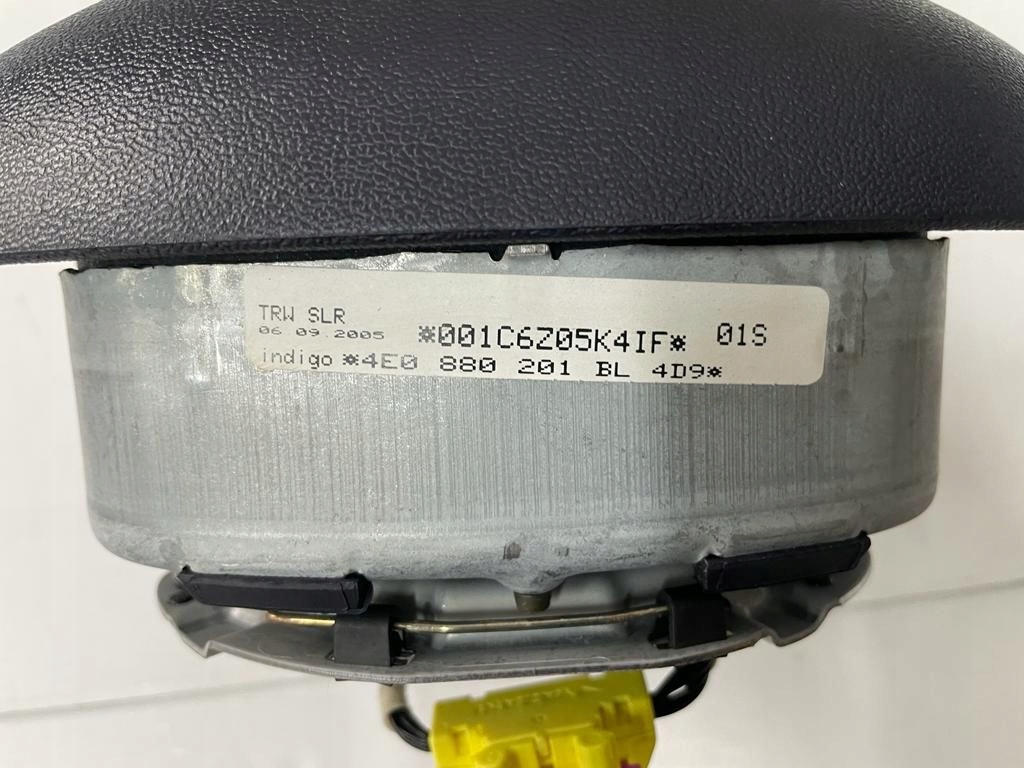 TRW SLR
06 09.2005 *001C6Z05K4IF* 01S
indigo *4E0 880 201 BL 4D9*